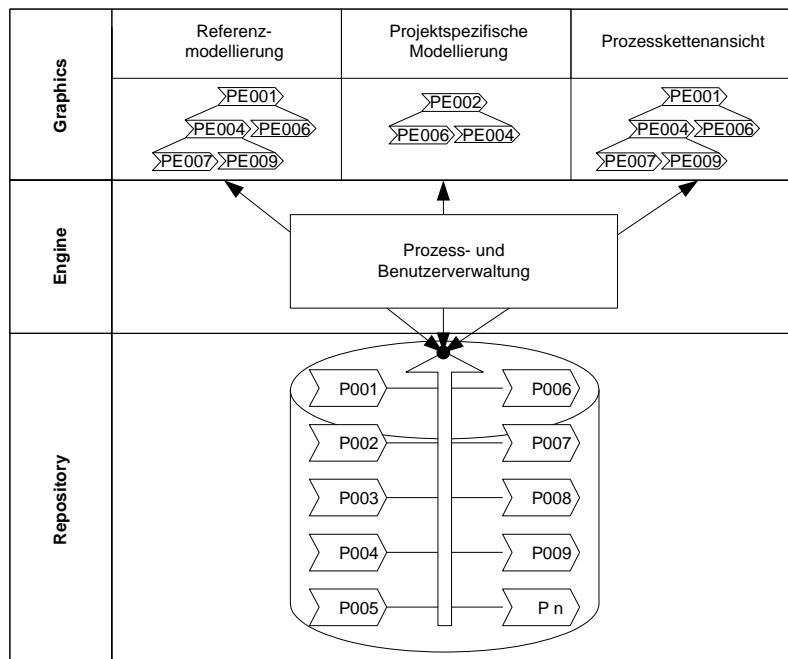 Graphics
Referenz-
modellierung
Projektspezifische
Modellierung
Prozesskettenansicht
PE001
PE004 PE006
PE007 PE009
PE002
PE006 PE004
PE001
PE004 PE006
PE007 PE009
Engine
Prozess- und
Benutzerverwaltung
Repository
P001 P006
P002 P007
P003 P008
P004 P009
P005 P n